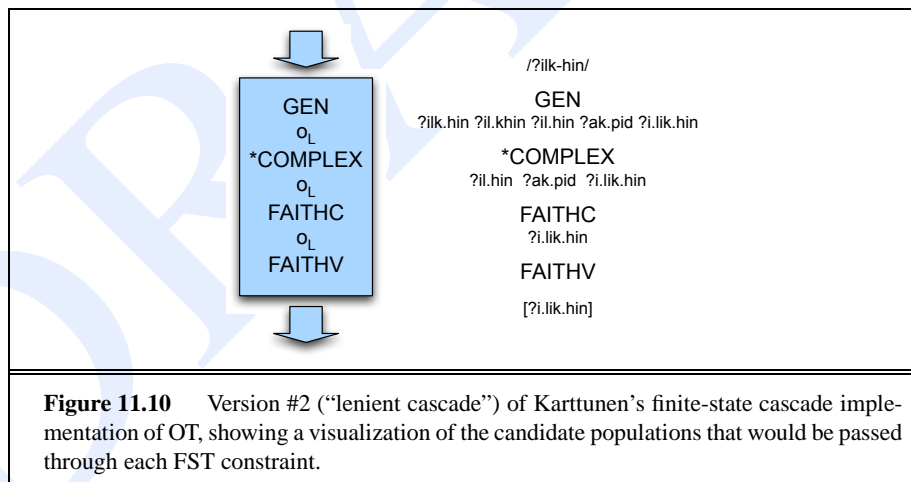 GEN
oL
*COMPLEX
oL
FAITHC
oL
FAITHV
/?ilk-hin/
GEN
?ilk.hin ?il.khin ?il.hin ?ak.pid ?i.lik.hin
*COMPLEX
?il.hin ?ak.pid ?i.lik.hin
FAITHC
?i.lik.hin
FAITHV
[?i.lik.hin]
Figure 11.10 Version #2 (“lenient cascade”) of Karttunen’s finite-state cascade imple-
mentation of OT, showing a visualization of the candidate populations that would be passed
through each FST constraint.